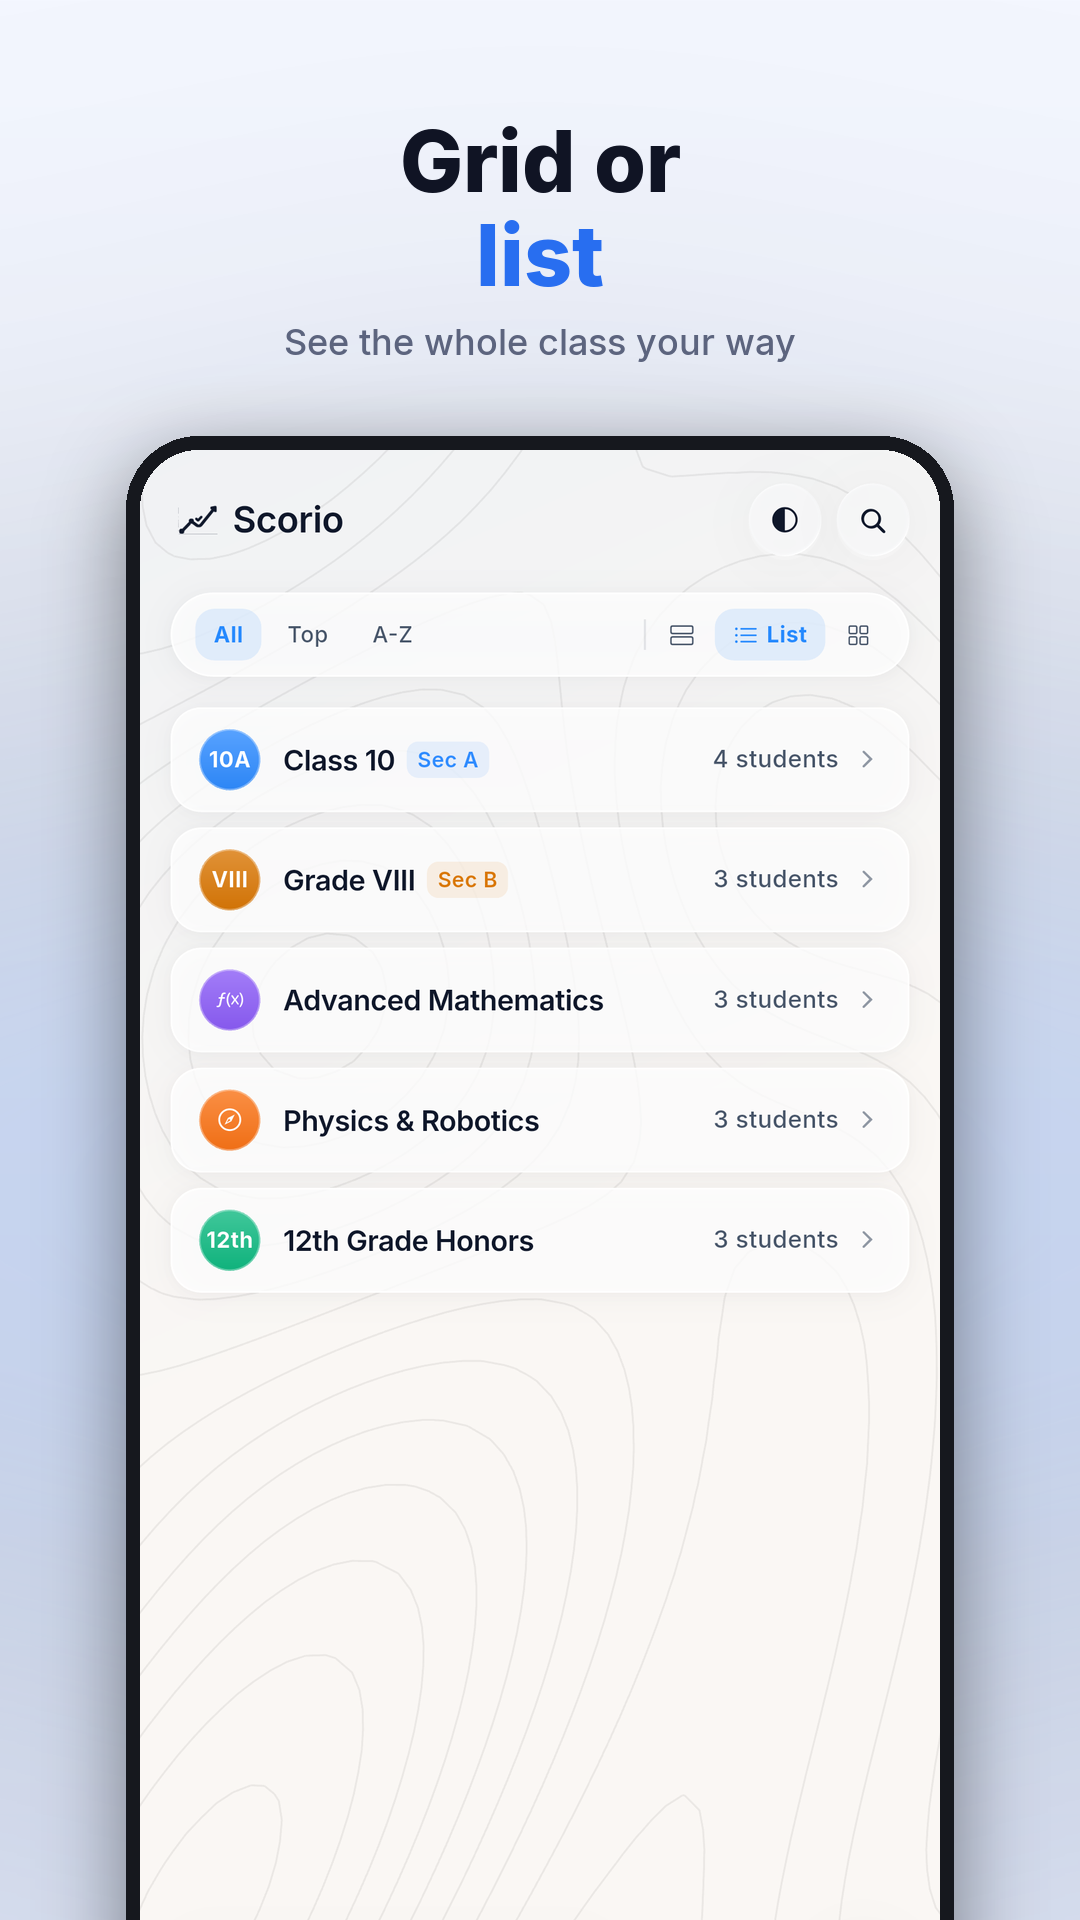 Grid or
list
See the whole class your way
Scorio
All Top A-Z List
10A Class 10 Sec A 4 students
VIII Grade VIII Sec B 3 students
f(x) Advanced Mathematics 3 students
Physics & Robotics 3 students
12th 12th Grade Honors 3 students